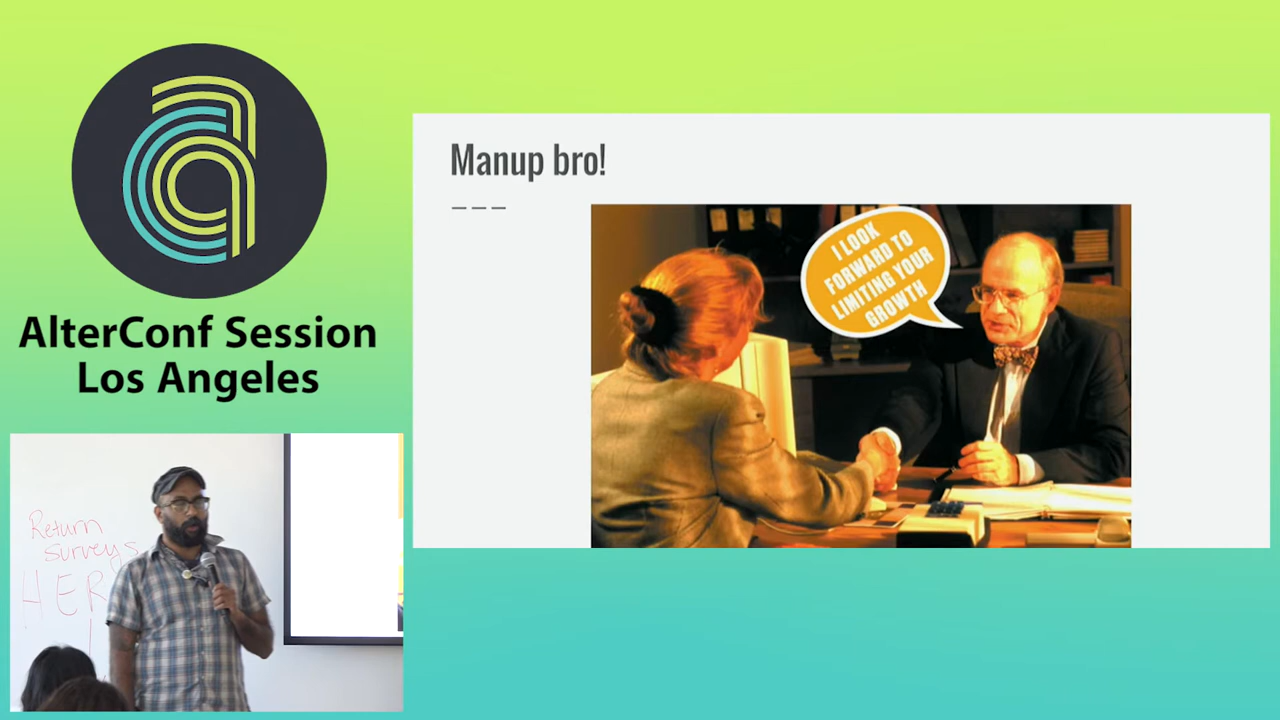 AlterConf Session
Los Angeles
Return
surveys
HER
Manup bro!
I LOOK
FORWARD TO
LIMITING YOUR
GROWTH